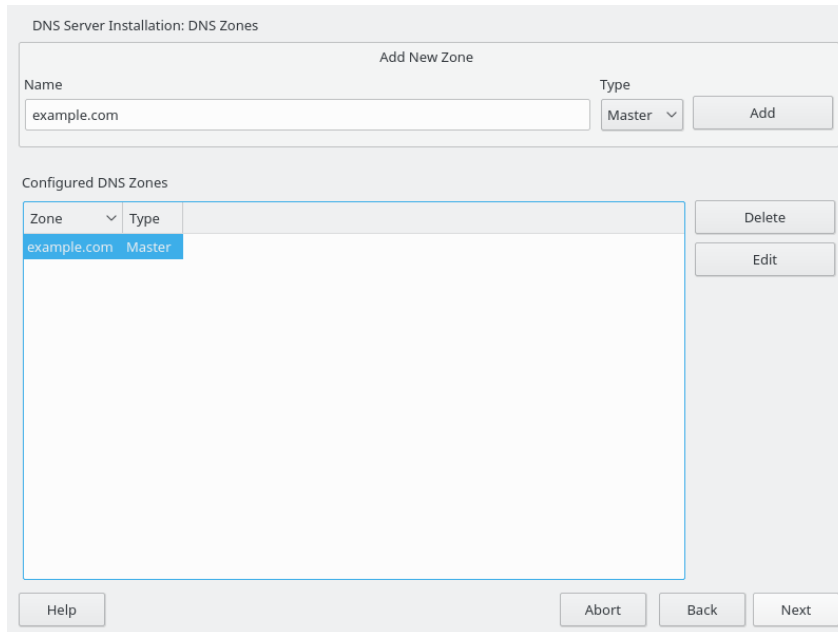 DNS Server Installation: DNS Zones
Add New Zone
Name Type
example.com Master Add
Configured DNS Zones
Zone Type Delete
example.com Master
Edit
Help Abort Back Next